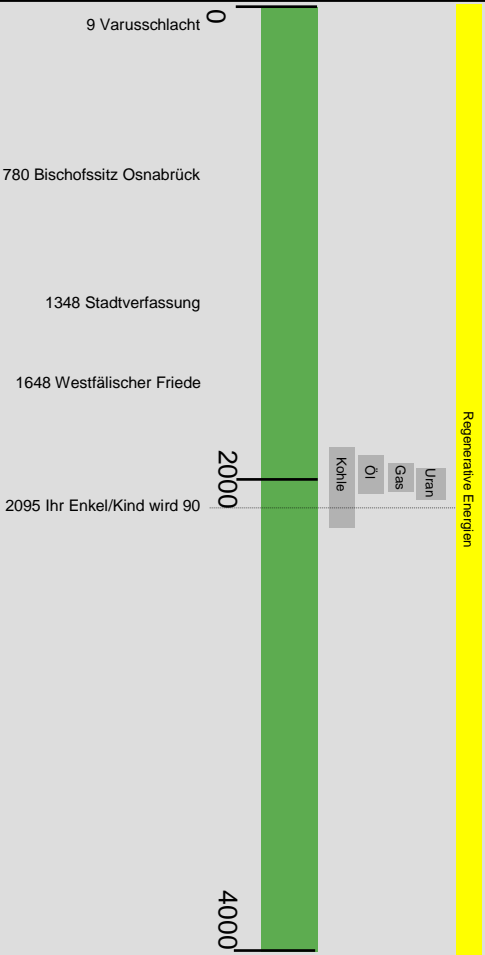 0
9 Varusschlacht
780 Bischofssitz Osnabrück
1348 Stadtverfassung
1648 Westfälischer Friede
2000
2095 Ihr Enkel/Kind wird 90
4000
Kohle
Öl
Gas
Uran
Regenerative Energien